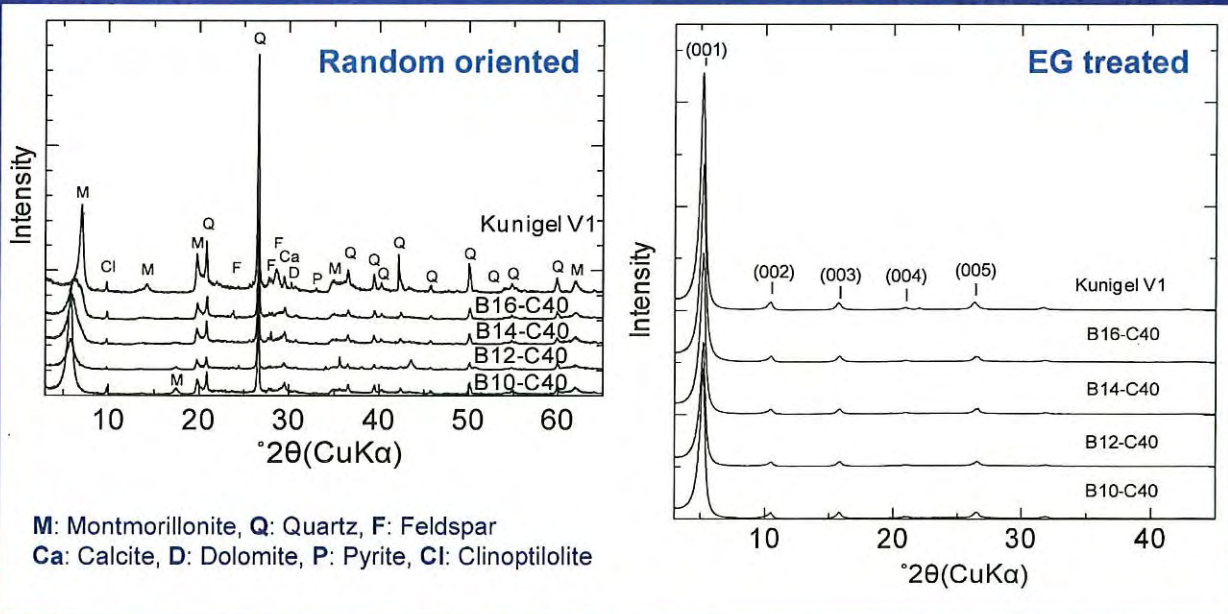 Random oriented
Intensity
Q
M
Cl
M
M
Q
F
F
F
Ca
D
P
M
Q
Q
Q
Q
Q
Q
Q
Q
Q
M
M
Kunigel V1
B16-C40
B14-C40
B12-C40
B10-C40
10 20 30 40 50 60
°2θ(CuKα)
M: Montmorillonite, Q: Quartz, F: Feldspar
Ca: Calcite, D: Dolomite, P: Pyrite, Cl: Clinoptilolite
EG treated
Intensity
(001)
(002) (003) (004) (005)
Kunigel V1
B16-C40
B14-C40
B12-C40
B10-C40
10 20 30 40
°2θ(CuKα)